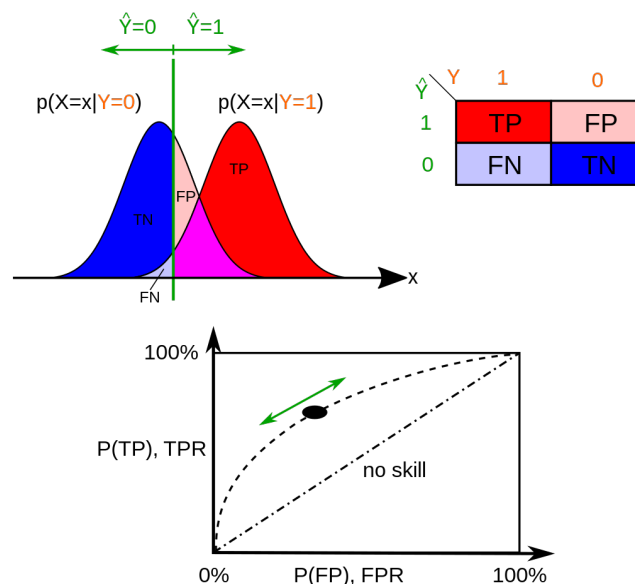 Ŷ=0 Ŷ=1
p(X=x|Y=0) p(X=x|Y=1)
TN
FP
TP
FN
x
Y 1 0
Ŷ
1 TP FP
0 FN TN
100%
P(TP), TPR
no skill
0% P(FP), FPR 100%